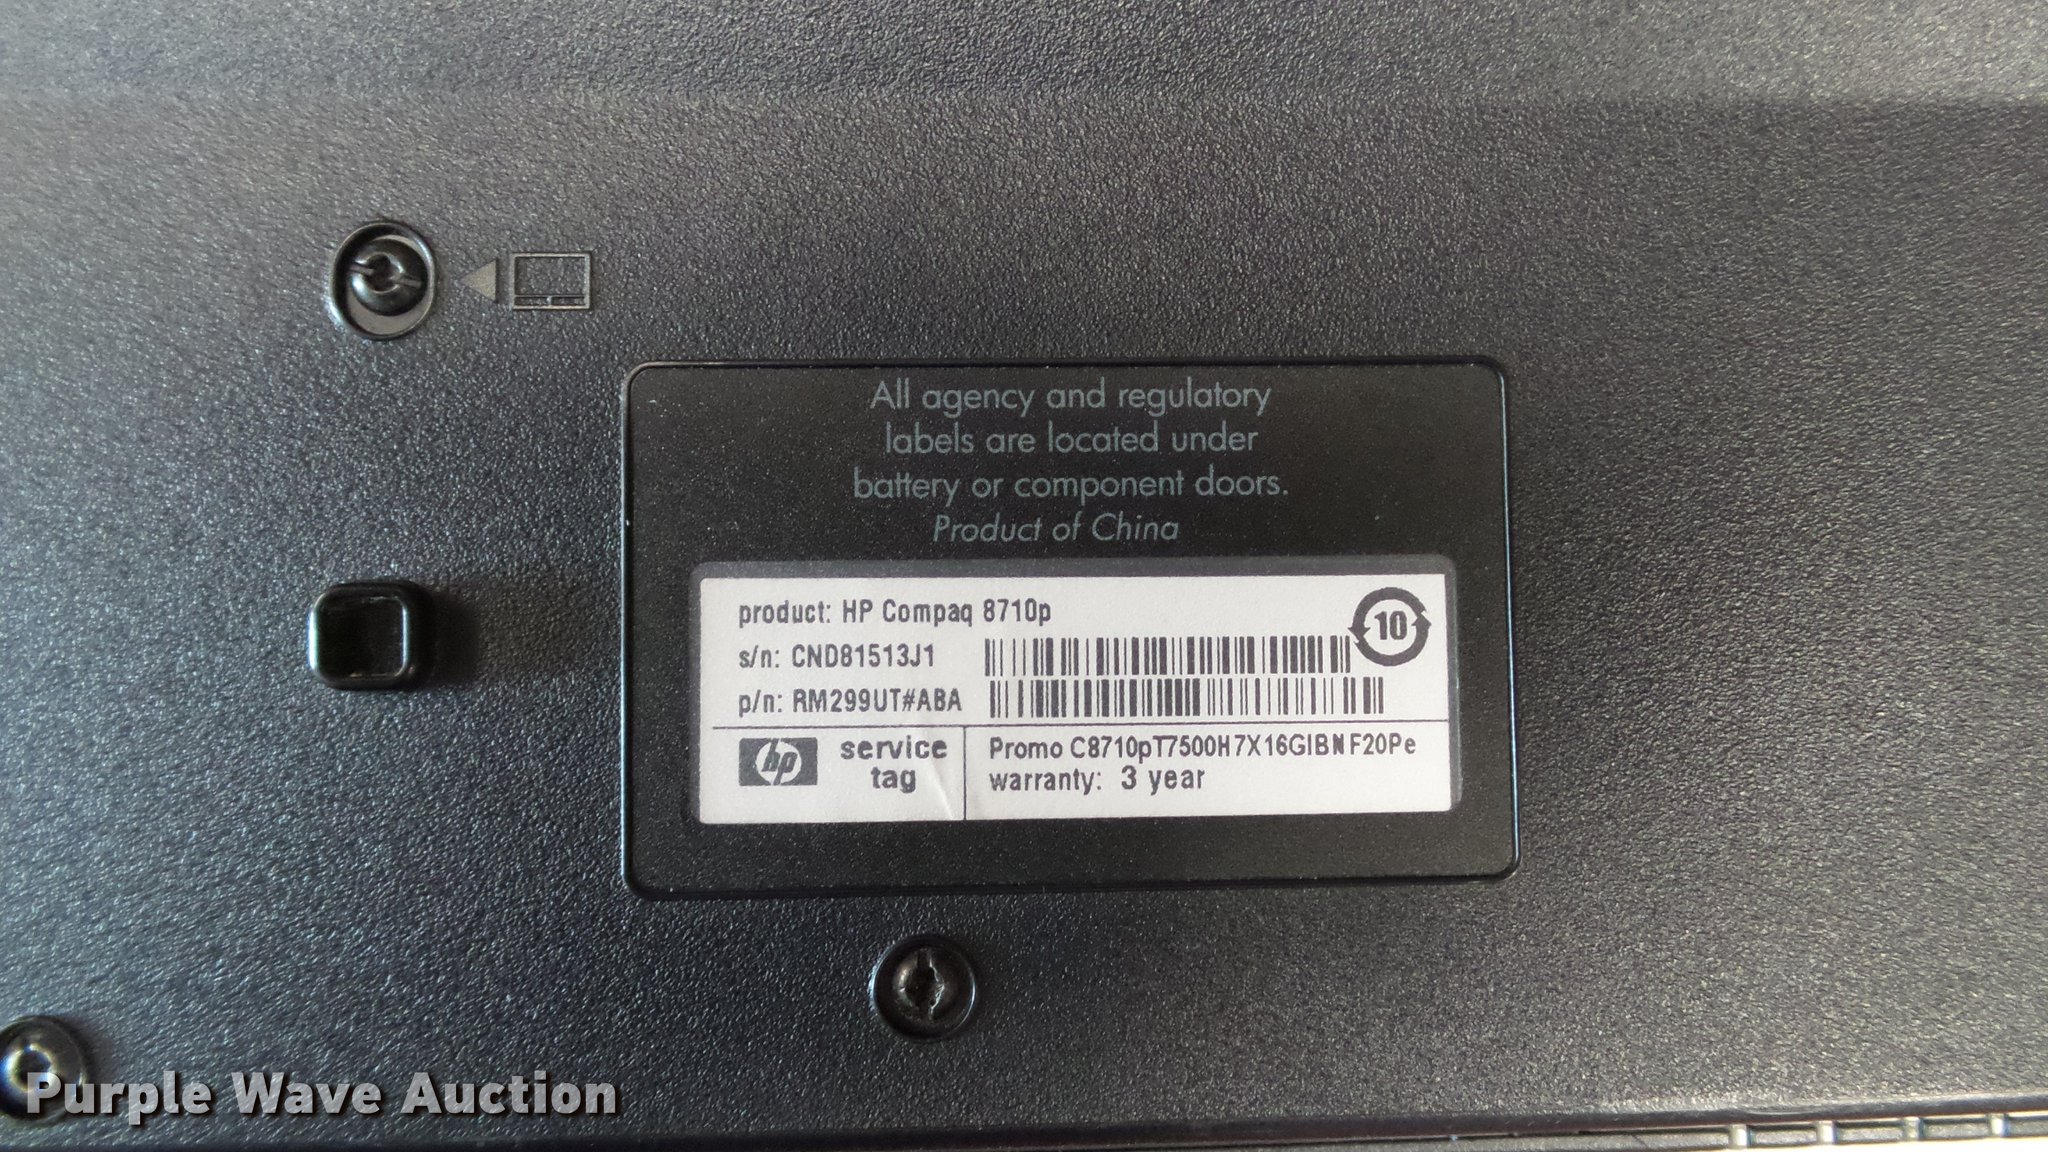 All agency and regulatory
labels are located under
battery or component doors.
Product of China
product: HP Compaq 8710p
10
s/n: CND81513J1
p/n: RM299UT#ABA
hp
service
tag
Promo C8710pT7500H7X16GIBNF20Pe
warranty: 3 year
Purple Wave Auction